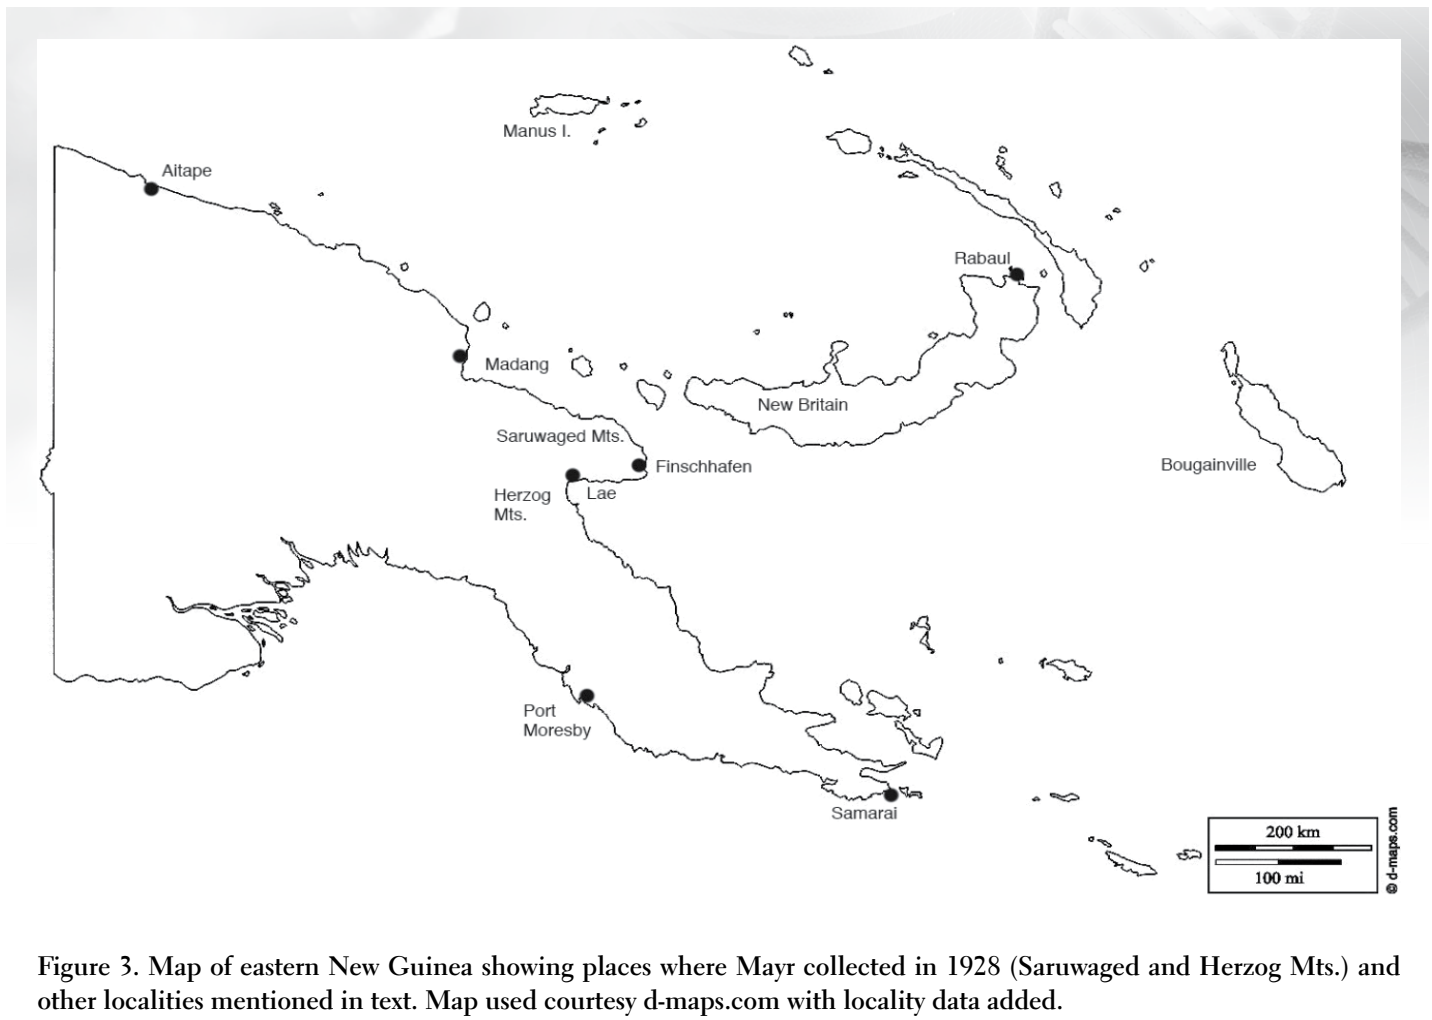 Manus I.
Aitape
Rabaul
Madang
New Britain
Saruwaged Mts.
Finschhafen
Bougainville
Herzog
Mts.
Lae
Port
Moresby
Samarai
200 km
100 mi
© d-maps.com
Figure 3. Map of eastern New Guinea showing places where Mayr collected in 1928 (Saruwaged and Herzog Mts.) and
other localities mentioned in text. Map used courtesy d-maps.com with locality data added.